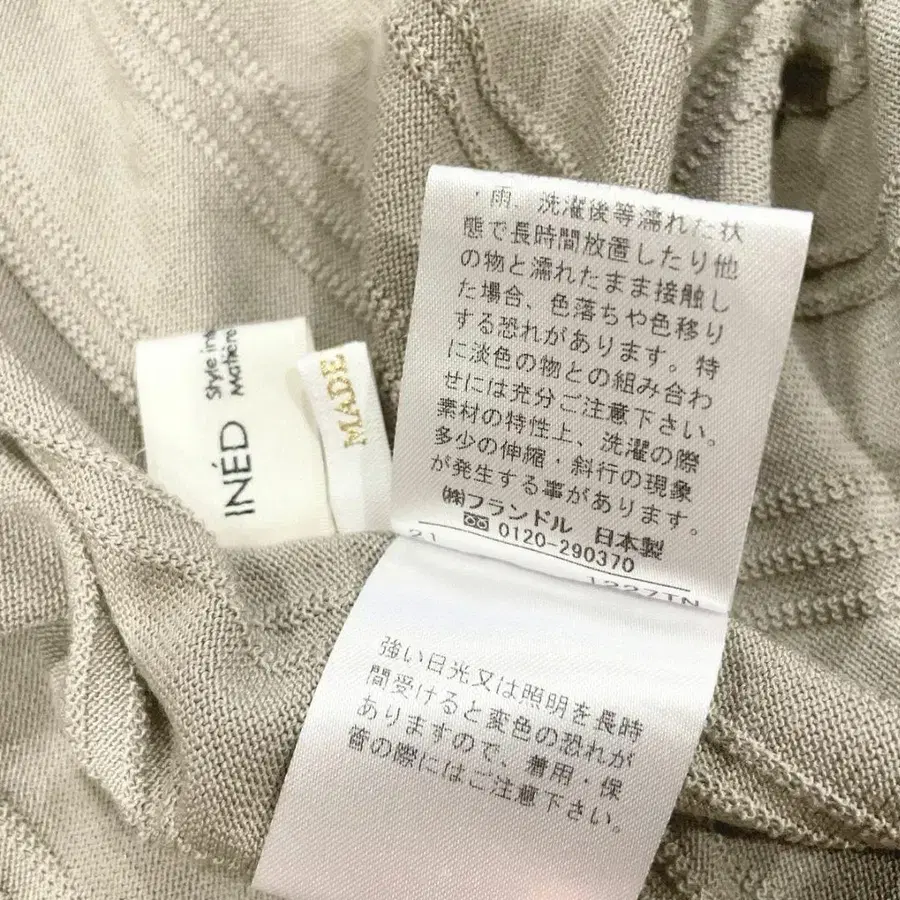 INÉD
Style in
Matière
MADE
・雨、洗濯後等濡れた状
態で長時間放置したり他
の物と濡れたまま接触し
た場合、色落ちや色移り
する恐れがあります。特
に淡色の物との組み合わ
せには充分ご注意下さい。
素材の特性上、洗濯の際
多少の伸縮・斜行の現象
が発生する事があります。
㈱フランドル 日本製
0120-290370
21
1227TN
強い日光又は照明を長時
間受けると変色の恐れが
ありますので、着用・保
管の際にはご注意下さい。